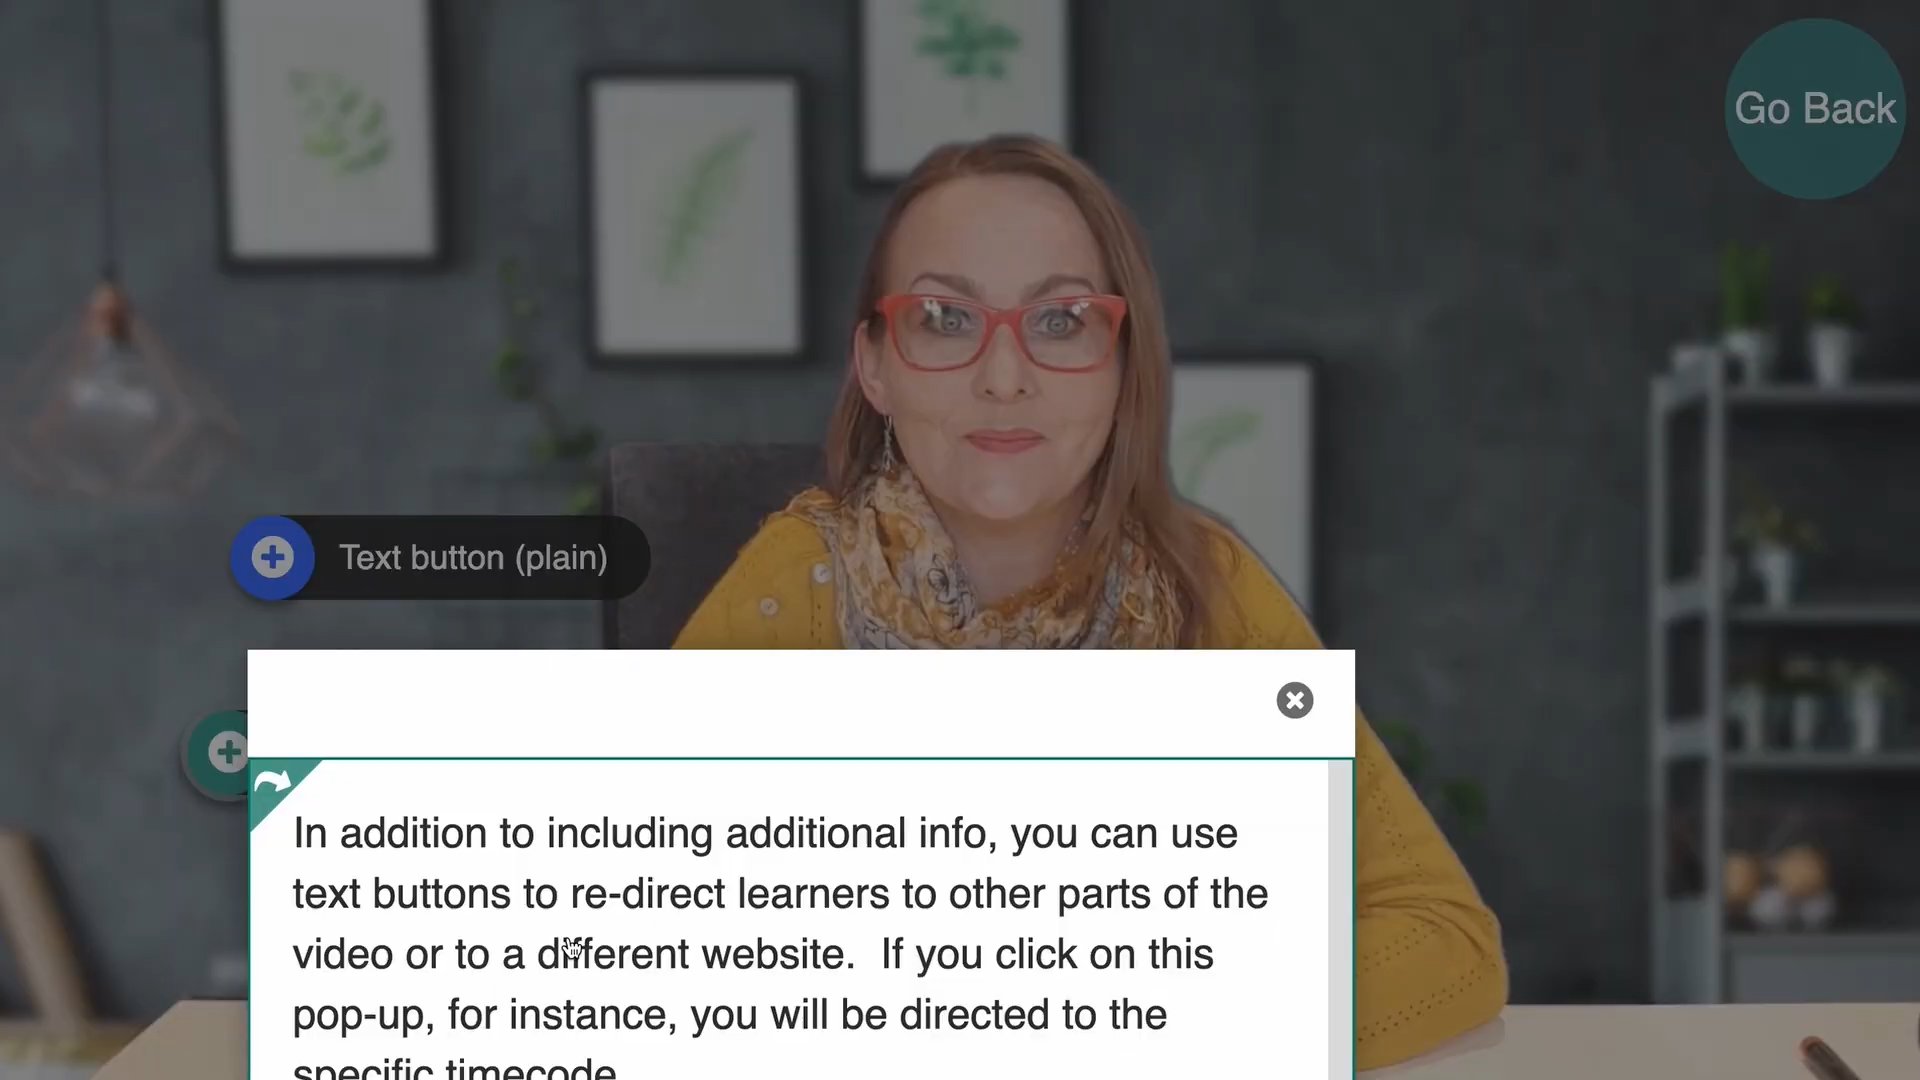 Go Back
Text button (plain)
In addition to including additional info, you can use
text buttons to re-direct learners to other parts of the
video or to a different website.  If you click on this
pop-up, for instance, you will be directed to the
specific timecode